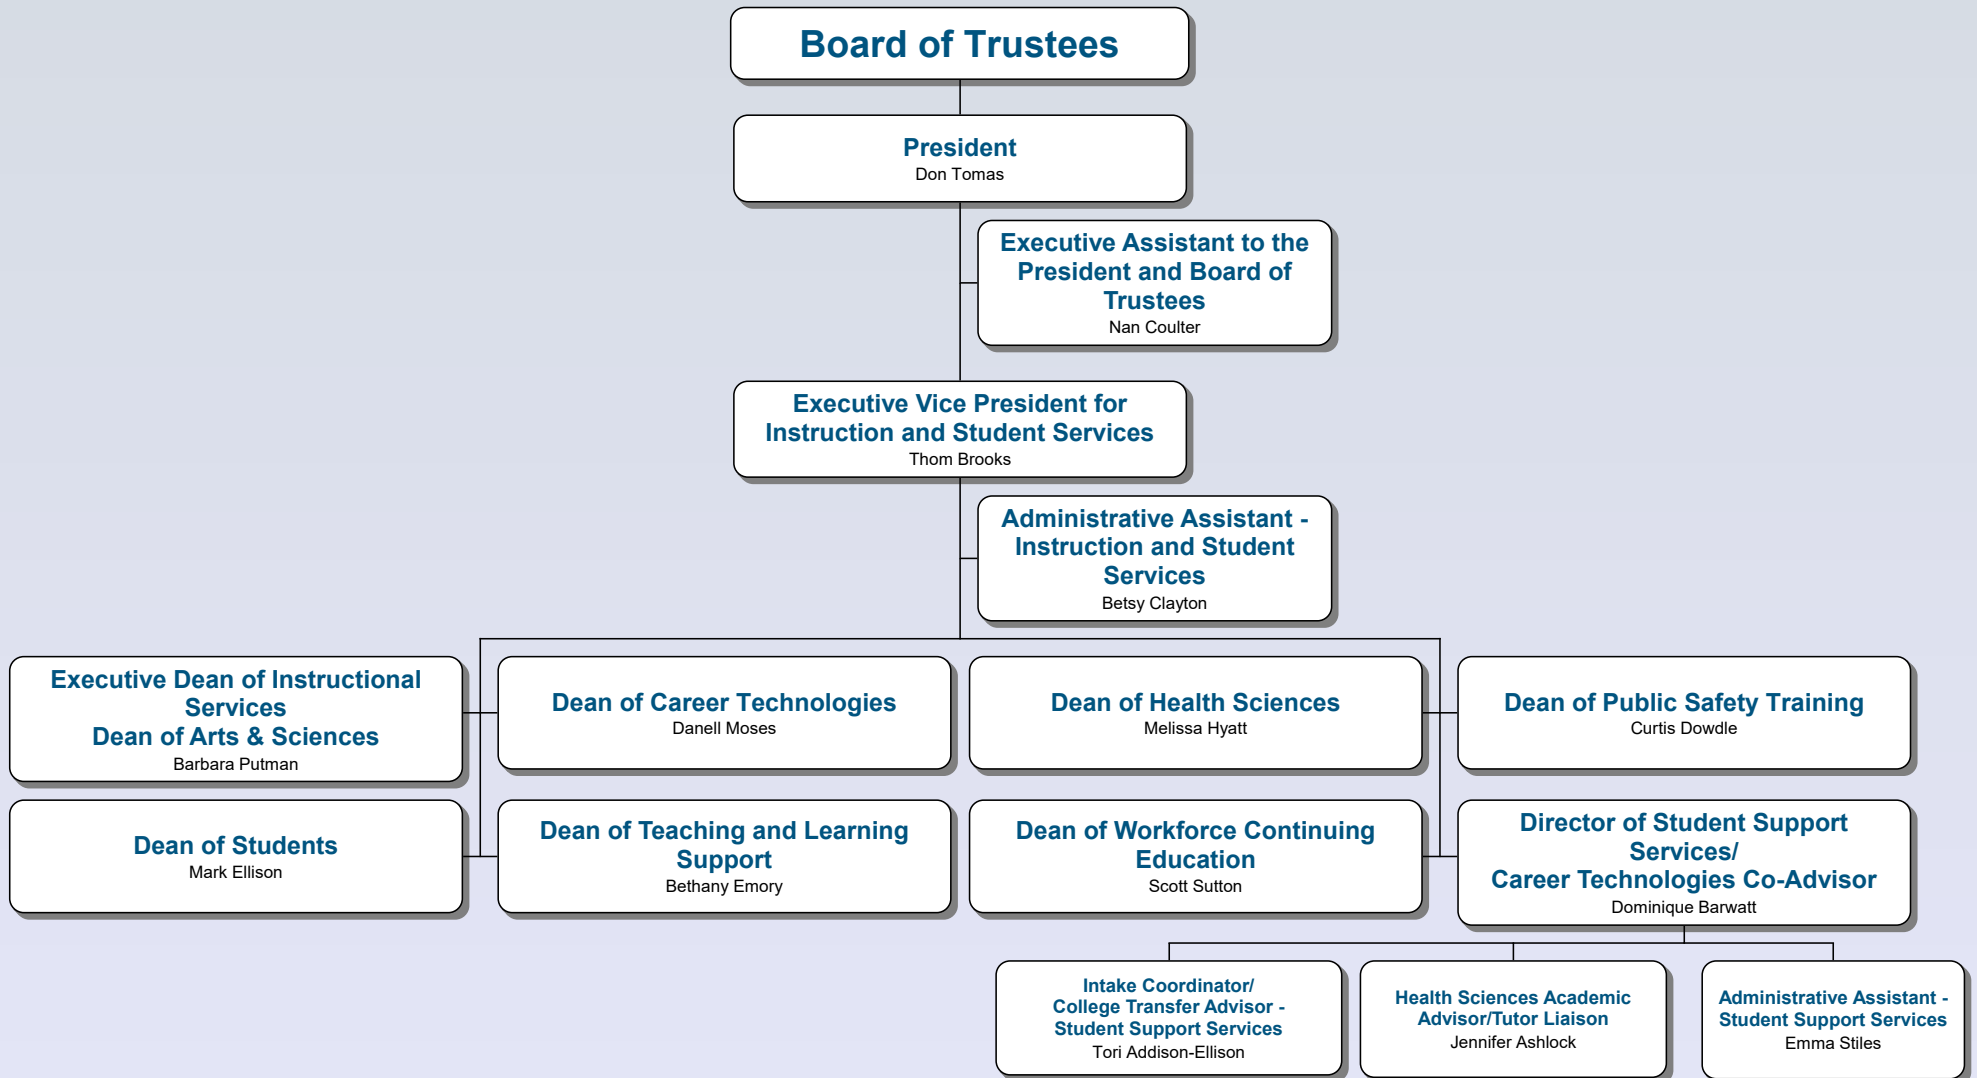 Board of Trustees
President
Don Tomas
Executive Assistant to the
President and Board of
Trustees
Nan Coulter
Executive Vice President for
Instruction and Student Services
Thom Brooks
Administrative Assistant -
Instruction and Student
Services
Betsy Clayton
Executive Dean of Instructional
Services
Dean of Arts & Sciences
Barbara Putman
Dean of Career Technologies
Danell Moses
Dean of Health Sciences
Melissa Hyatt
Dean of Public Safety Training
Curtis Dowdle
Dean of Students
Mark Ellison
Dean of Teaching and Learning
Support
Bethany Emory
Dean of Workforce Continuing
Education
Scott Sutton
Director of Student Support
Services/
Career Technologies Co-Advisor
Dominique Barwatt
Intake Coordinator/
College Transfer Advisor -
Student Support Services
Tori Addison-Ellison
Health Sciences Academic
Advisor/Tutor Liaison
Jennifer Ashlock
Administrative Assistant -
Student Support Services
Emma Stiles